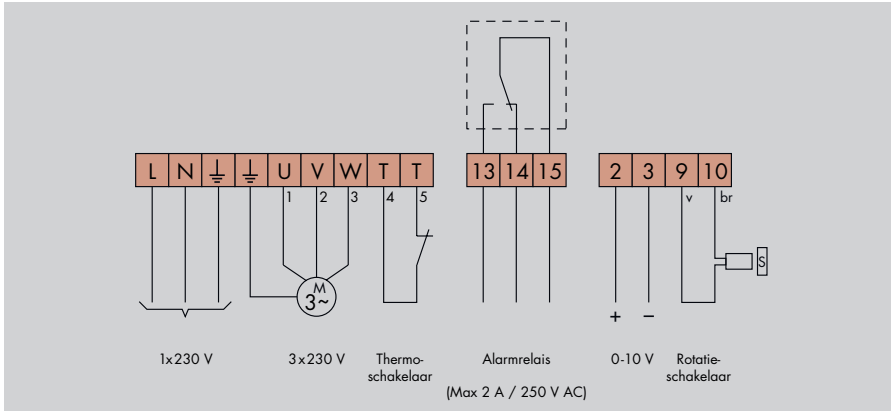 L N U V W T T
1 2 3 4 5
13 14 15
2 3 9 10
v br
M
3~
S
+ −
1x230 V
3x230 V
Thermo-
schakelaar
Alarmrelais
(Max 2 A / 250 V AC)
0-10 V
Rotatie-
schakelaar